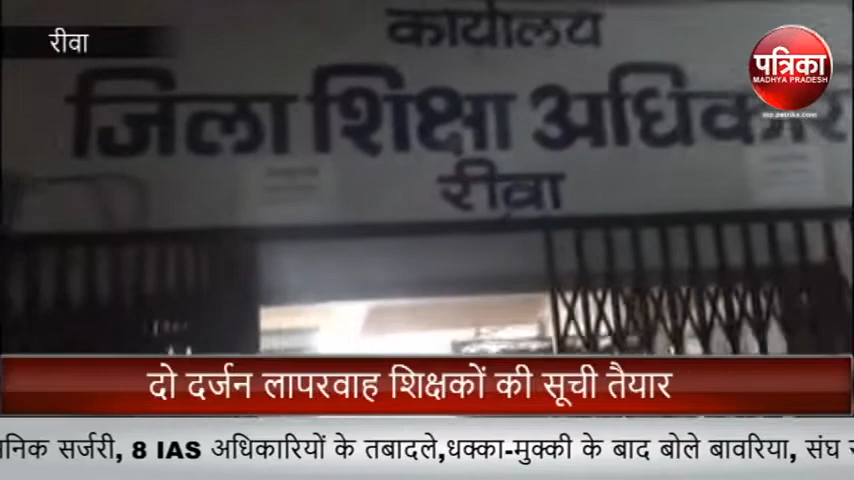 रीवा
कार्यालय
पत्रिका
MADHYA PRADESH
जिला शिक्षा अधिकारी
रीवा
दो दर्जन लापरवाह शिक्षकों की सूची तैयार
सर्जरी, 8 IAS अधिकारियों के तबादले,धक्का-मुक्की के बाद बोले बावरिया, संघ